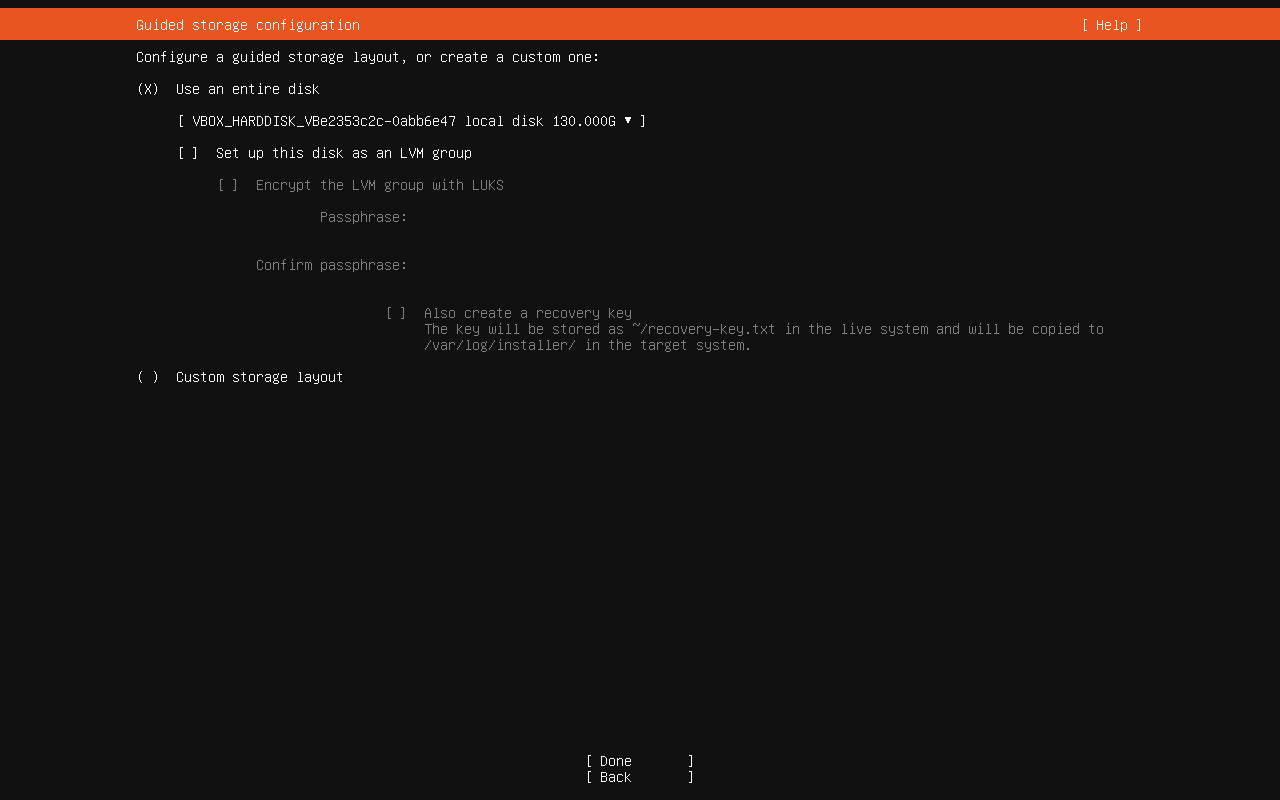 Guided storage configuration [ Help ]
Configure a guided storage layout, or create a custom one:
(X) Use an entire disk
[ VBOX_HARDDISK_VBe2353c2c-0abb6e47 local disk 130.000G ▾ ]
[ ] Set up this disk as an LVM group
[ ] Encrypt the LVM group with LUKS
Passphrase:
Confirm passphrase:
[ ] Also create a recovery key
The key will be stored as ~/recovery-key.txt in the live system and will be copied to
/var/log/installer/ in the target system.
( ) Custom storage layout
[ Done ]
[ Back ]